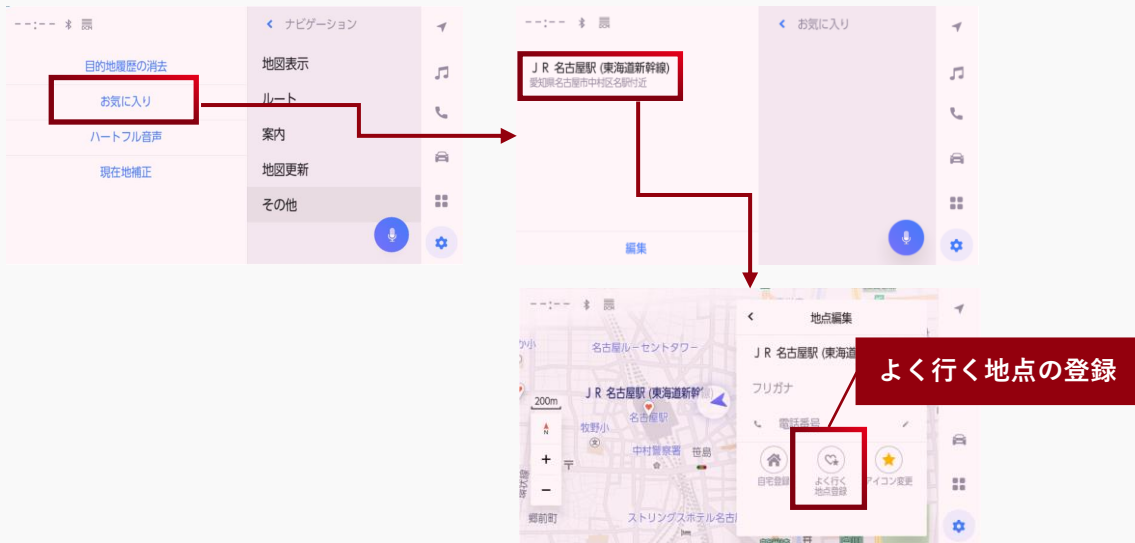 --:--
ナビゲーション
目的地履歴の消去
お気に入り
ハートフル音声
現在地補正
地図表示
ルート
案内
地図更新
その他
--:--
お気に入り
JR 名古屋駅 (東海道新幹線)
愛知県名古屋市中村区名駅付近
編集
--:--
名古屋ルーセントタワー
JR 名古屋駅 (東海道新幹線)
200m
名古屋駅
牧野小
中村警察署
笹島
N
+
−
郷前町
ストリングスホテル名古
地点編集
JR 名古屋駅 (東海道
フリガナ
電話番号
自宅登録
よく行く
地点登録
アイコン変更
よく行く地点の登録